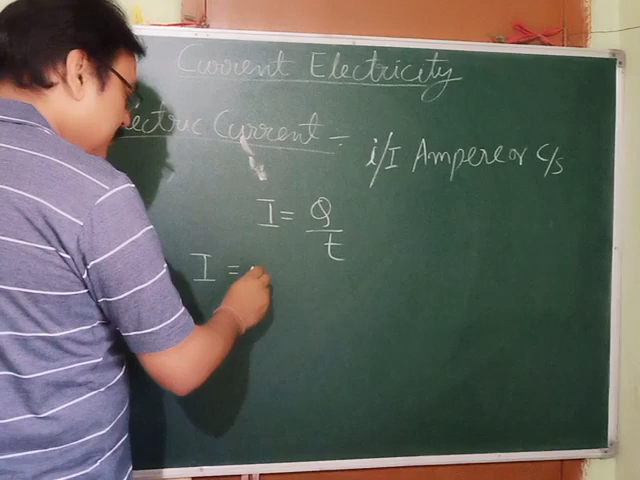 Current Electricity
ectric Current =
i/I Ampere or C/s
I = Q/t
I =